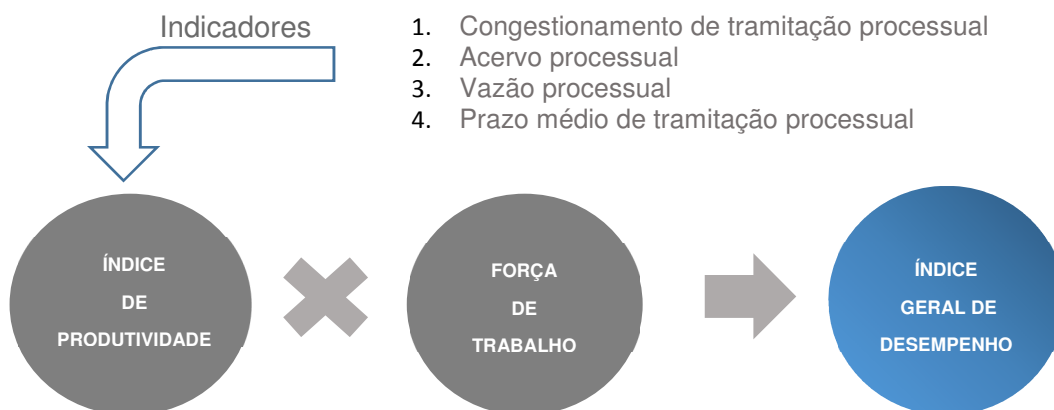 Indicadores
1. Congestionamento de tramitação processual
2. Acervo processual
3. Vazão processual
4. Prazo médio de tramitação processual
ÍNDICE
DE
PRODUTIVIDADE
FORÇA
DE
TRABALHO
ÍNDICE
GERAL DE
DESEMPENHO